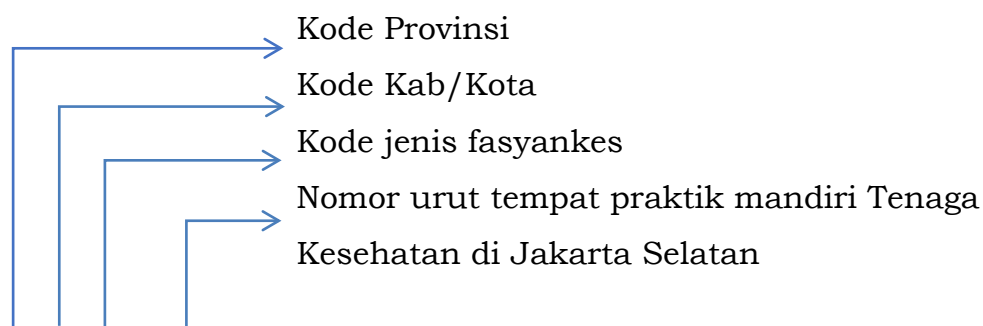 Kode Provinsi
Kode Kab/Kota
Kode jenis fasyankes
Nomor urut tempat praktik mandiri Tenaga
Kesehatan di Jakarta Selatan